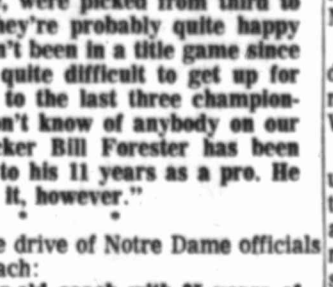 , were picked from third to
hey're probably quite happy
n't been in a title game since
quite difficult to get up for
to the last three champion-
on't know of anybody on our
cker Bill Forester has been
to his 11 years as a pro. He
it, however."
* *
e drive of Notre Dame officials
ach: